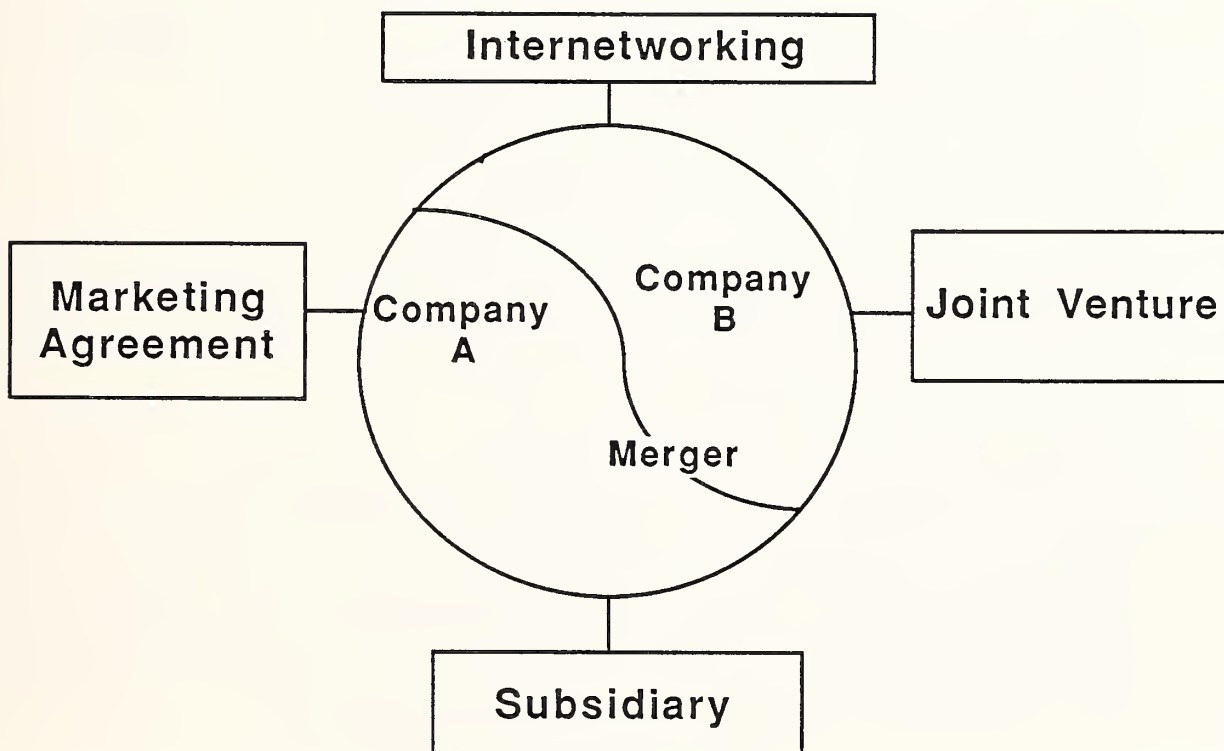 Internetworking
Marketing
Agreement
Company
A
Company
B
Joint Venture
Merger
Subsidiary